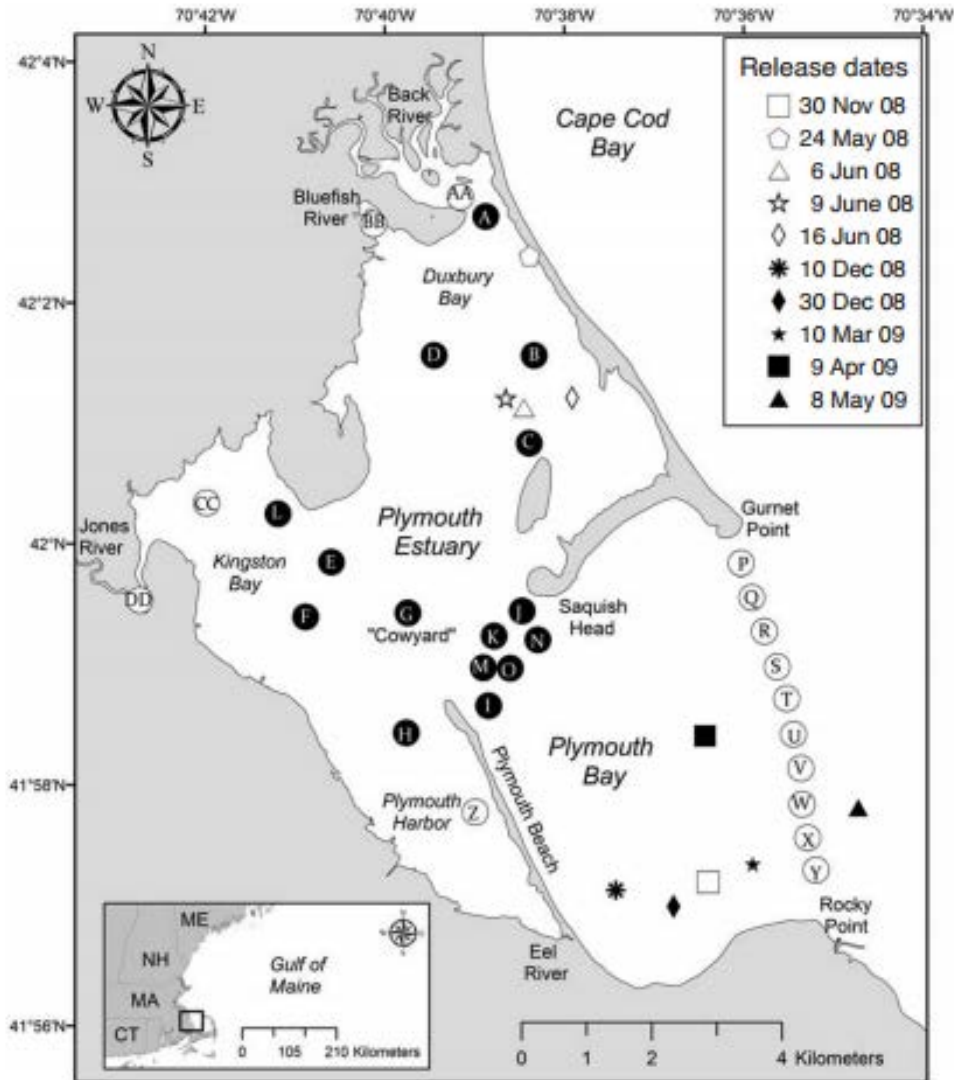 70°42'W 70°40'W 70°38'W 70°36'W 70°34'W
42°4'N
N
W E
S
Back
River
Cape Cod
Bay
Release dates
30 Nov 08
24 May 08
6 Jun 08
9 June 08
16 Jun 08
10 Dec 08
30 Dec 08
10 Mar 09
9 Apr 09
8 May 09
Bluefish
River
AA
BB
A
Duxbury
Bay
42°2'N
D
B
C
CC
L
Plymouth
Estuary
Gurnet
Point
Jones
River
42°N
Kingston
Bay
E
P
DD
F
G
"Cowyard"
J
Saquish
Head
Q
K
N
R
M
O
S
I
T
H
Plymouth
Bay
U
V
41°58'N
Plymouth
Harbor
Z
Plymouth Beach
W
X
Y
Rocky
Point
Eel
River
ME
NH
MA
CT
Gulf of
Maine
0 105 210 Kilometers
41°56'N
0 1 2 4 Kilometers